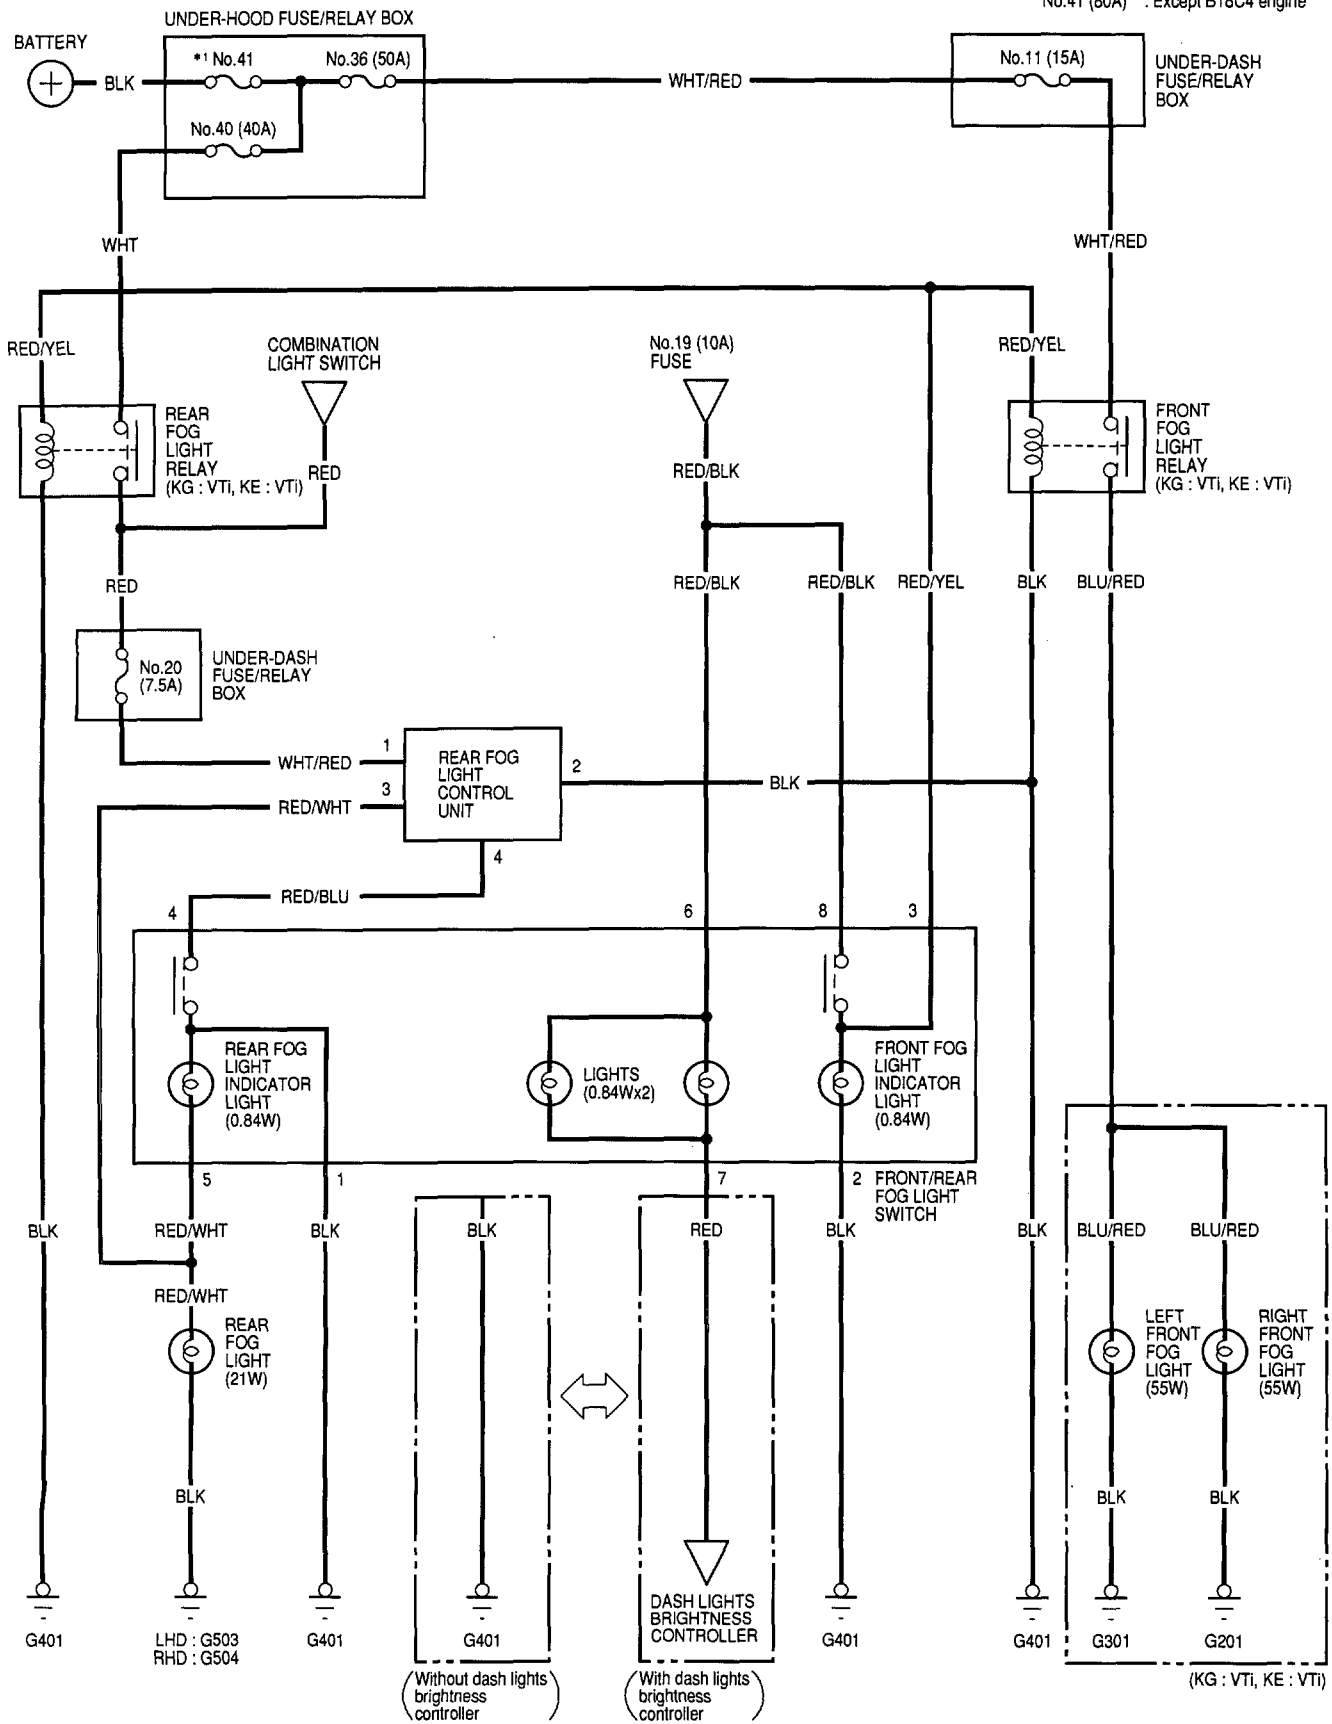 No.41 (80A) : Except B18C4 engine
UNDER-HOOD FUSE/RELAY BOX
BATTERY
BLK
*1 No.41
No.36 (50A)
No.40 (40A)
WHT/RED
No.11 (15A)
UNDER-DASH
FUSE/RELAY
BOX
WHT
WHT/RED
RED/YEL
COMBINATION
LIGHT SWITCH
No.19 (10A)
FUSE
RED/YEL
REAR
FOG
LIGHT
RELAY
(KG : VTi, KE : VTi)
RED
RED/BLK
FRONT
FOG
LIGHT
RELAY
(KG : VTi, KE : VTi)
RED
RED/BLK
RED/BLK
RED/YEL
BLK
BLU/RED
No.20
(7.5A)
UNDER-DASH
FUSE/RELAY
BOX
WHT/RED
1
REAR FOG
LIGHT
CONTROL
UNIT
2
BLK
RED/WHT
3
4
RED/BLU
4
6
8
3
REAR FOG
LIGHT
INDICATOR
LIGHT
(0.84W)
LIGHTS
(0.84Wx2)
FRONT FOG
LIGHT
INDICATOR
LIGHT
(0.84W)
5
1
7
2
FRONT/REAR
FOG LIGHT
SWITCH
BLK
RED/WHT
BLK
BLK
RED
BLK
BLK
BLU/RED
BLU/RED
RED/WHT
REAR
FOG
LIGHT
(21W)
LEFT
FRONT
FOG
LIGHT
(55W)
RIGHT
FRONT
FOG
LIGHT
(55W)
BLK
BLK
BLK
DASH LIGHTS
BRIGHTNESS
CONTROLLER
G401
LHD : G503
RHD : G504
G401
G401
G401
G401
G301
G201
(Without dash lights
brightness
controller)
(With dash lights
brightness
controller)
(KG : VTi, KE : VTi)